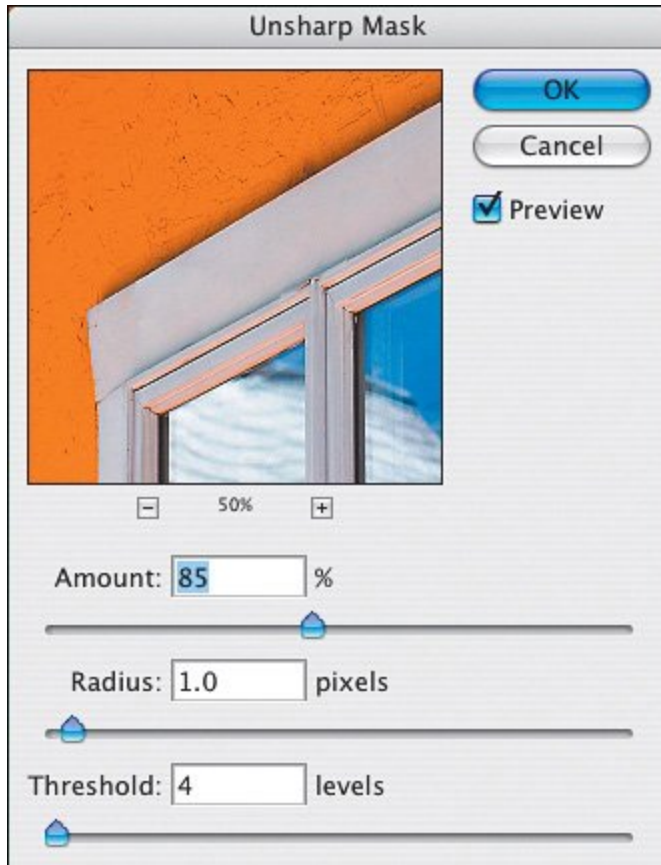 Unsharp Mask
OK
Cancel
Preview
50%
Amount: 85 %
Radius: 1.0 pixels
Threshold: 4 levels